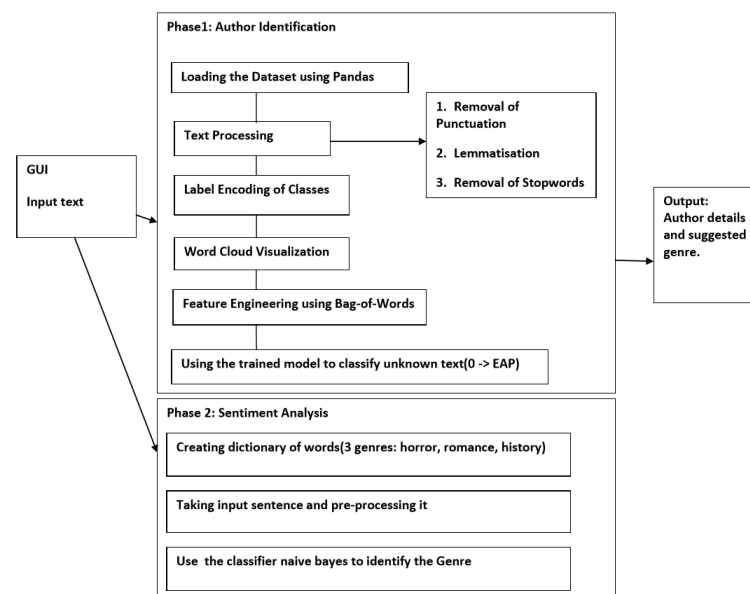 Phase1: Author Identification
Loading the Dataset using Pandas
Text Processing
1. Removal of
Punctuation
2. Lemmatisation
3. Removal of Stopwords
GUI
Input text
Label Encoding of Classes
Output:
Author details
and suggested
genre.
Word Cloud Visualization
Feature Engineering using Bag-of-Words
Using the trained model to classify unknown text(0 -> EAP)
Phase 2: Sentiment Analysis
Creating dictionary of words(3 genres: horror, romance, history)
Taking input sentence and pre-processing it
Use the classifier naive bayes to identify the Genre